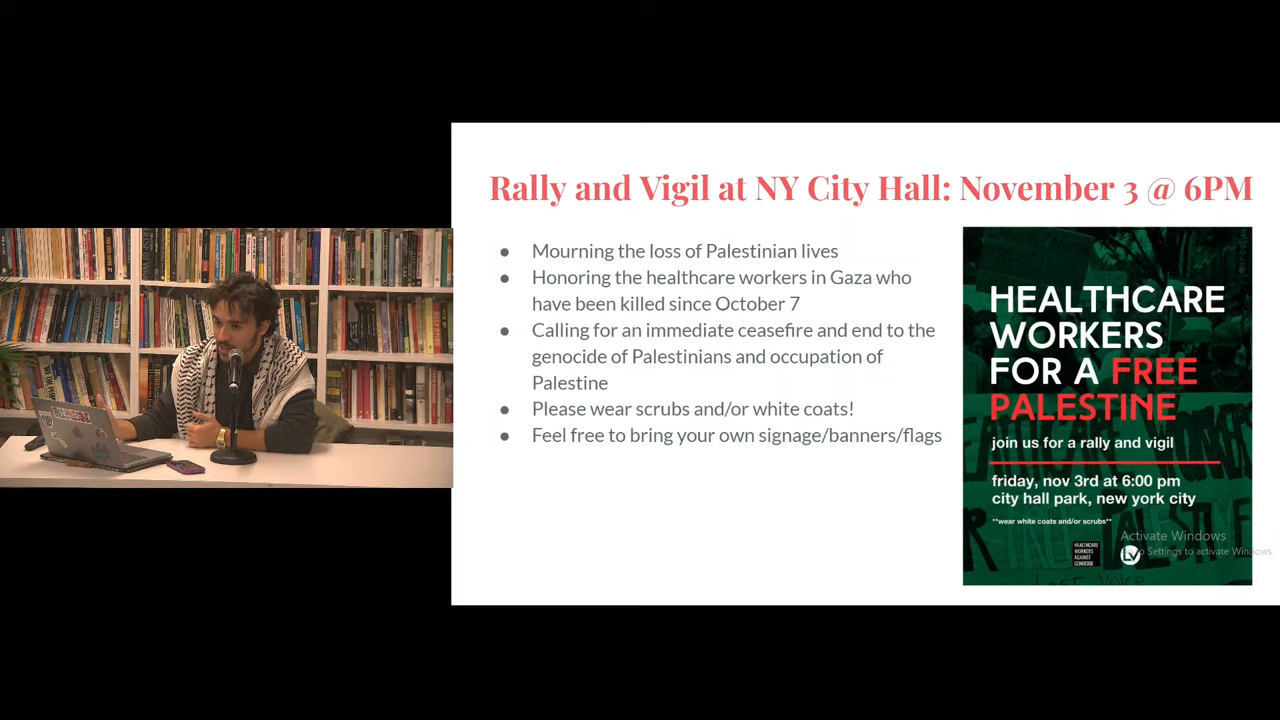 Rally and Vigil at NY City Hall: November 3 @ 6PM
● Mourning the loss of Palestinian lives
● Honoring the healthcare workers in Gaza who
have been killed since October 7
● Calling for an immediate ceasefire and end to the
genocide of Palestinians and occupation of
Palestine
● Please wear scrubs and/or white coats!
● Feel free to bring your own signage/banners/flags
HEALTHCARE
WORKERS
FOR A FREE
PALESTINE
join us for a rally and vigil
friday, nov 3rd at 6:00 pm
city hall park, new york city
**wear white coats and/or scrubs**
HEALTHCARE
WORKERS
AGAINST
GENOCIDE
Activate Windows
to Settings to activate Windows.